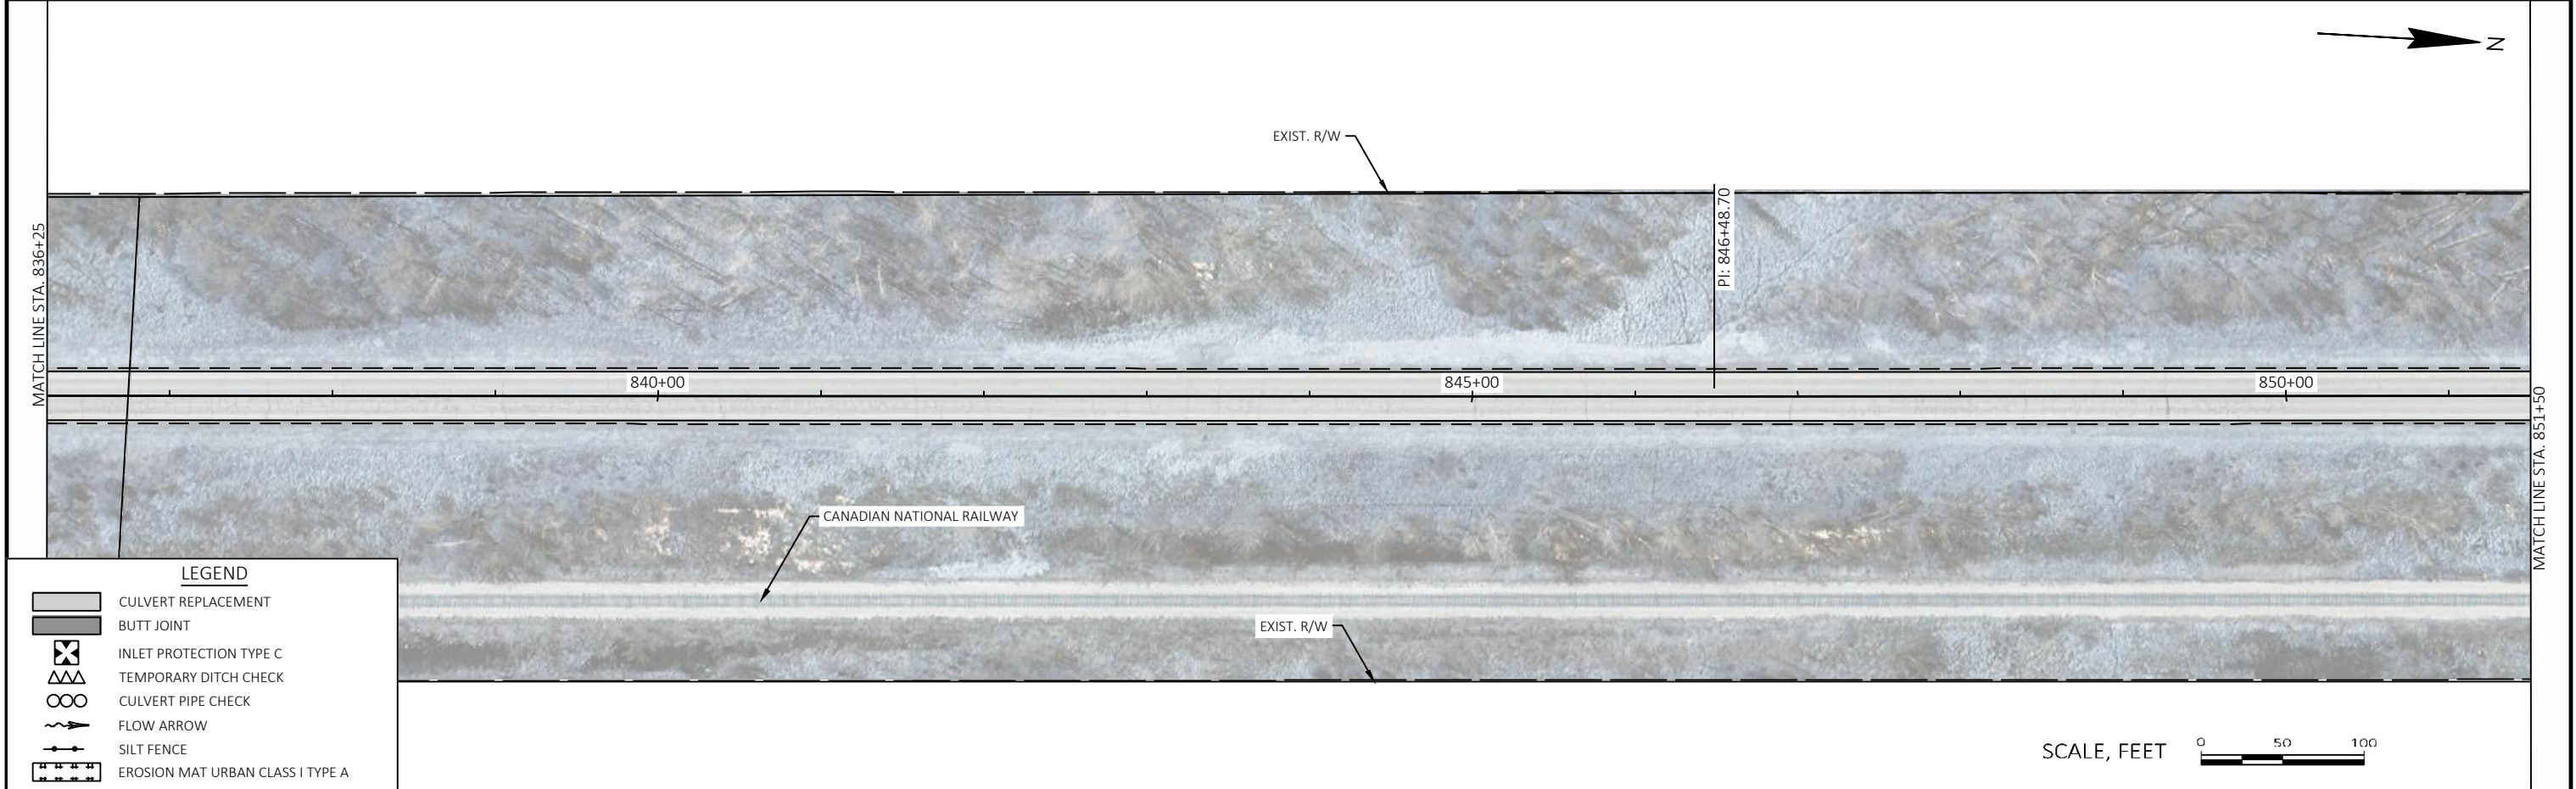 N
EXIST. R/W
MATCH LINE STA. 836+25
PI: 846+48.70
840+00
845+00
850+00
MATCH LINE STA. 851+50
CANADIAN NATIONAL RAILWAY
EXIST. R/W
LEGEND
CULVERT REPLACEMENT
BUTT JOINT
INLET PROTECTION TYPE C
TEMPORARY DITCH CHECK
CULVERT PIPE CHECK
FLOW ARROW
SILT FENCE
EROSION MAT URBAN CLASS I TYPE A
SCALE, FEET
0 50 100